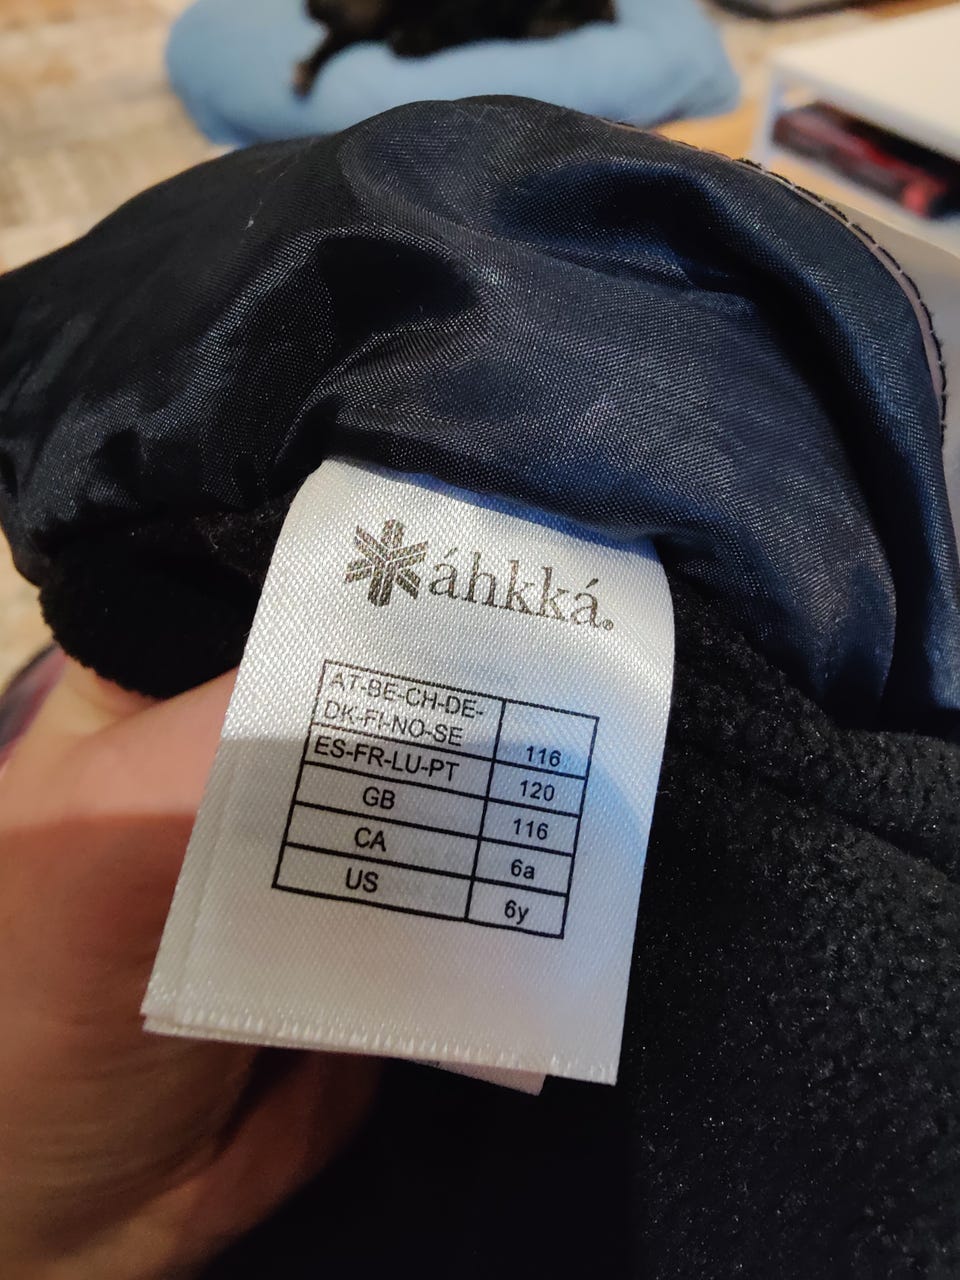 áhkká®
AT-BE-CH-DE-
DK-FI-NO-SE 116
ES-FR-LU-PT 120
GB 116
CA 6a
US 6y